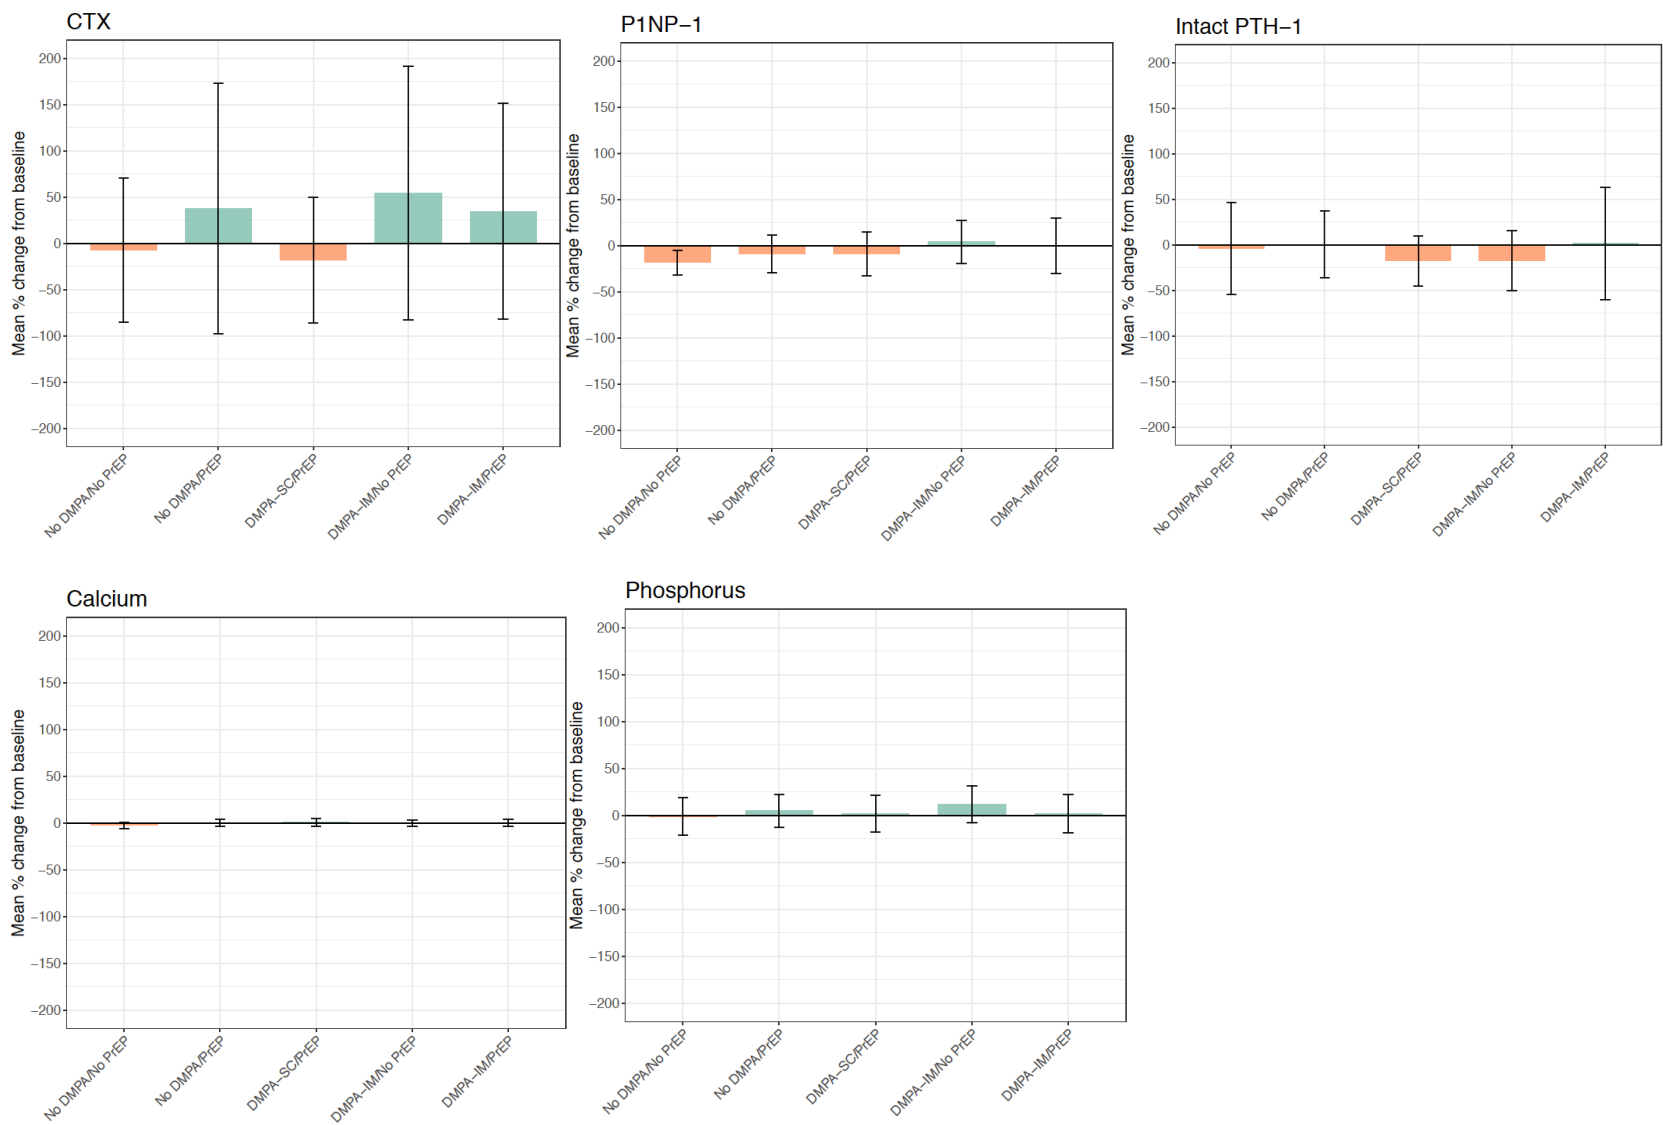 CTX
Mean % change from baseline
200
150
100
50
0
−50
−100
−150
−200
No DMPA/No PrEP
No DMPA/PrEP
DMPA−SC/PrEP
DMPA−IM/No PrEP
DMPA−IM/PrEP
P1NP−1
Mean % change from baseline
200
150
100
50
0
−50
−100
−150
−200
No DMPA/No PrEP
No DMPA/PrEP
DMPA−SC/PrEP
DMPA−IM/No PrEP
DMPA−IM/PrEP
Intact PTH−1
Mean % change from baseline
200
150
100
50
0
−50
−100
−150
−200
No DMPA/No PrEP
No DMPA/PrEP
DMPA−SC/PrEP
DMPA−IM/No PrEP
DMPA−IM/PrEP
Calcium
Mean % change from baseline
200
150
100
50
0
−50
−100
−150
−200
No DMPA/No PrEP
No DMPA/PrEP
DMPA−SC/PrEP
DMPA−IM/No PrEP
DMPA−IM/PrEP
Phosphorus
Mean % change from baseline
200
150
100
50
0
−50
−100
−150
−200
No DMPA/No PrEP
No DMPA/PrEP
DMPA−SC/PrEP
DMPA−IM/No PrEP
DMPA−IM/PrEP